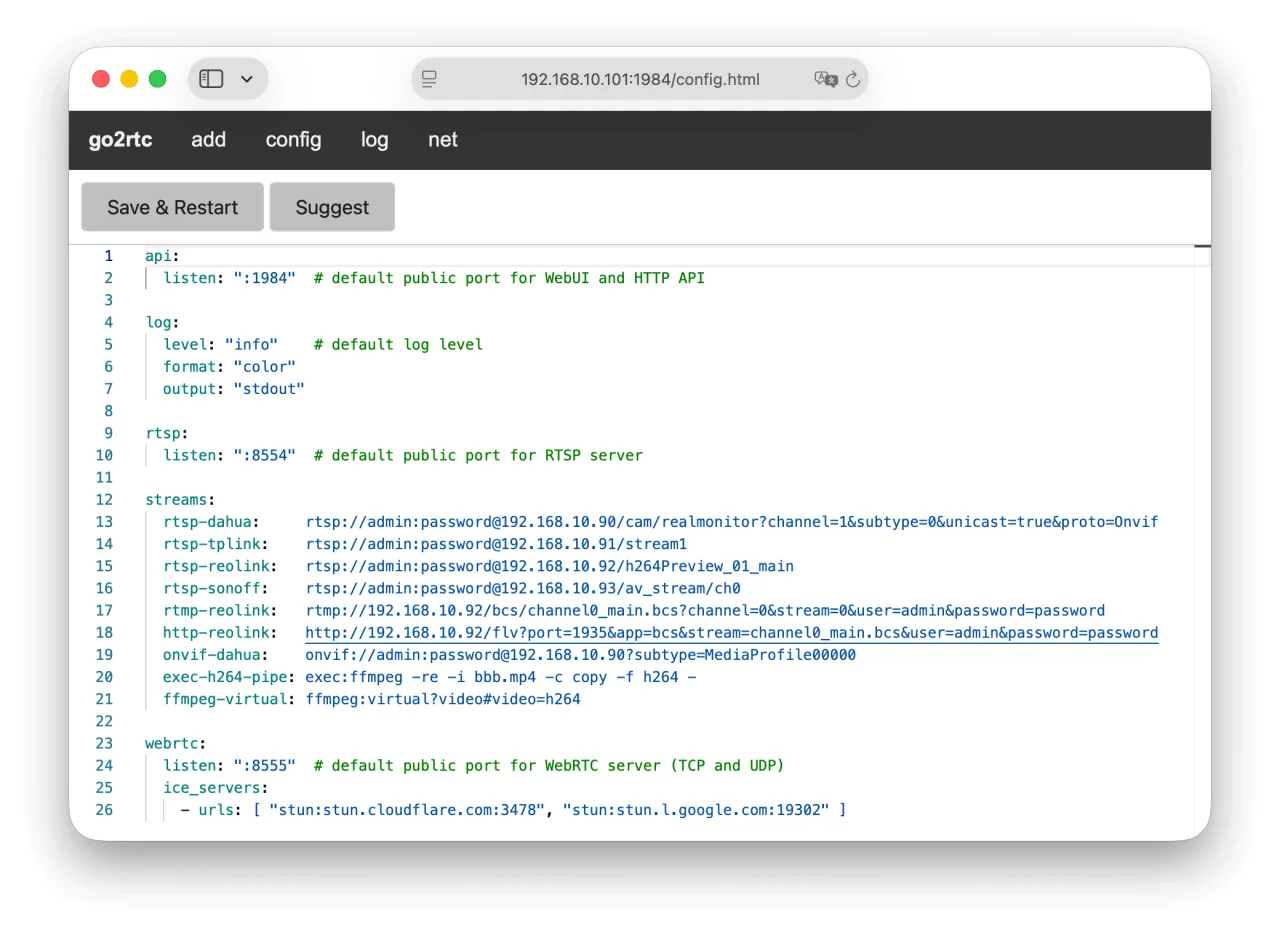 192.168.10.101:1984/config.html
go2rtc add config log net
Save & Restart Suggest
1 api:
2   listen: ":1984"  # default public port for WebUI and HTTP API
3
4 log:
5   level: "info"    # default log level
6   format: "color"
7   output: "stdout"
8
9 rtsp:
10   listen: ":8554"  # default public port for RTSP server
11
12 streams:
13   rtsp-dahua:     rtsp://admin:password@192.168.10.90/cam/realmonitor?channel=1&subtype=0&unicast=true&proto=Onvif
14   rtsp-tplink:    rtsp://admin:password@192.168.10.91/stream1
15   rtsp-reolink:   rtsp://admin:password@192.168.10.92/h264Preview_01_main
16   rtsp-sonoff:    rtsp://admin:password@192.168.10.93/av_stream/ch0
17   rtmp-reolink:   rtmp://192.168.10.92/bcs/channel0_main.bcs?channel=0&stream=0&user=admin&password=password
18   http-reolink:   http://192.168.10.92/flv?port=1935&app=bcs&stream=channel0_main.bcs&user=admin&password=password
19   onvif-dahua:    onvif://admin:password@192.168.10.90?subtype=MediaProfile00000
20   exec-h264-pipe: exec:ffmpeg -re -i bbb.mp4 -c copy -f h264 -
21   ffmpeg-virtual: ffmpeg:virtual?video#video=h264
22
23 webrtc:
24   listen: ":8555"  # default public port for WebRTC server (TCP and UDP)
25   ice_servers:
26     - urls: [ "stun:stun.cloudflare.com:3478", "stun:stun.l.google.com:19302" ]